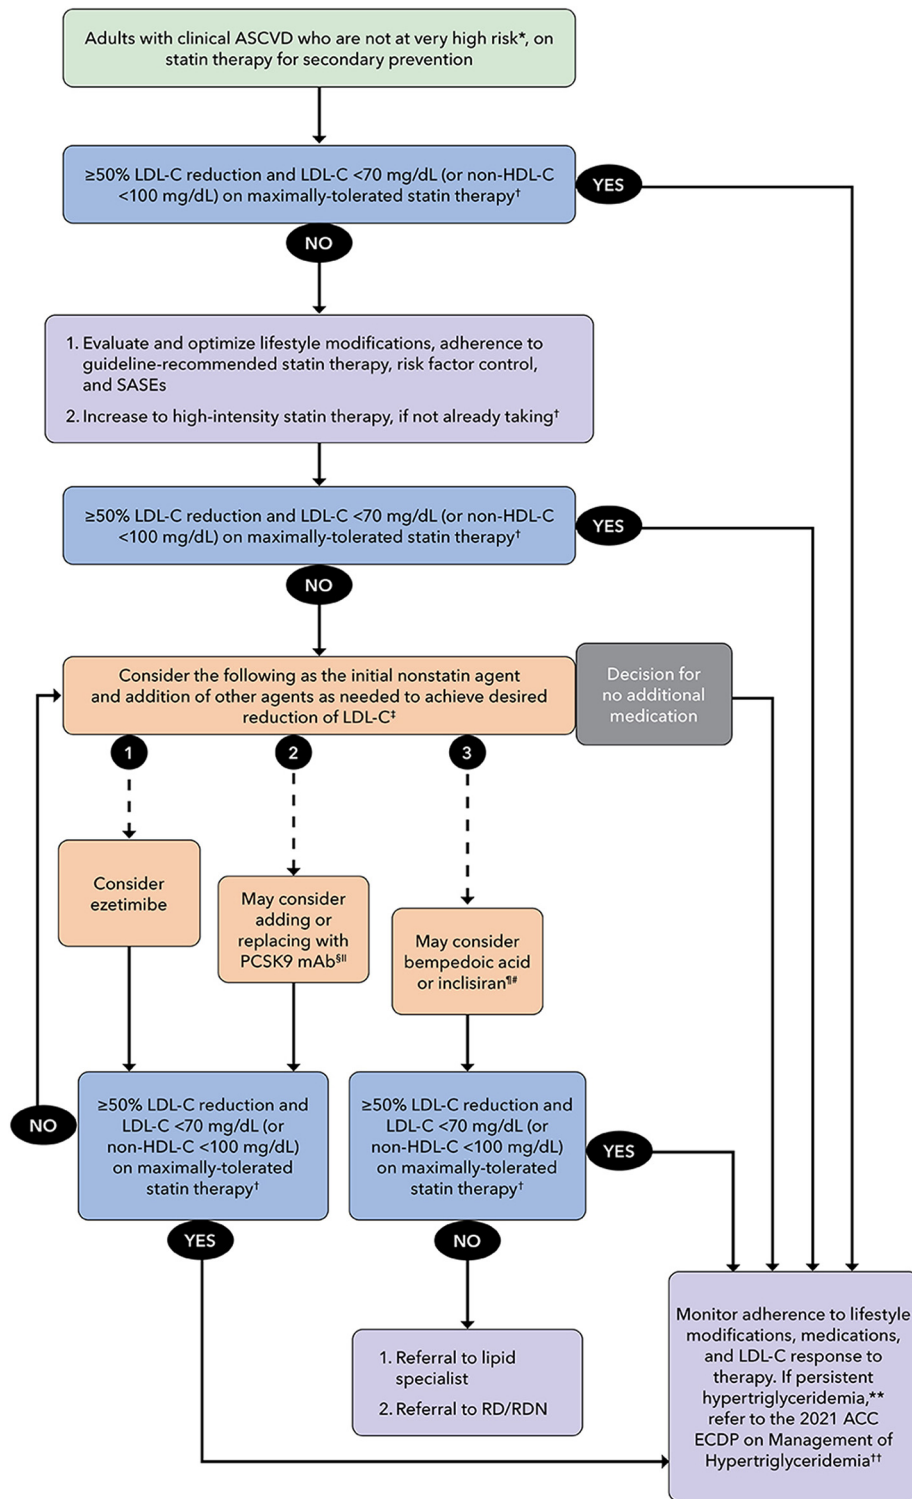 Adults with clinical ASCVD who are not at very high risk*, on
statin therapy for secondary prevention
≥50% LDL-C reduction and LDL-C <70 mg/dL (or non-HDL-C
<100 mg/dL) on maximally-tolerated statin therapy†
YES
NO
1. Evaluate and optimize lifestyle modifications, adherence to
guideline-recommended statin therapy, risk factor control,
and SASEs
2. Increase to high-intensity statin therapy, if not already taking†
≥50% LDL-C reduction and LDL-C <70 mg/dL (or non-HDL-C
<100 mg/dL) on maximally-tolerated statin therapy†
YES
NO
Consider the following as the initial nonstatin agent
and addition of other agents as needed to achieve desired
reduction of LDL-C‡
Decision for
no additional
medication
1
2
3
Consider
ezetimibe
May consider
adding or
replacing with
PCSK9 mAb§||
May consider
bempedoic acid
or inclisiran¶#
≥50% LDL-C reduction and
LDL-C <70 mg/dL (or
non-HDL-C <100 mg/dL)
on maximally-tolerated
statin therapy†
NO
YES
≥50% LDL-C reduction and
LDL-C <70 mg/dL (or
non-HDL-C <100 mg/dL)
on maximally-tolerated
statin therapy†
YES
NO
1. Referral to lipid
specialist
2. Referral to RD/RDN
Monitor adherence to lifestyle
modifications, medications,
and LDL-C response to
therapy. If persistent
hypertriglyceridemia,**
refer to the 2021 ACC
ECDP on Management of
Hypertriglyceridemia††